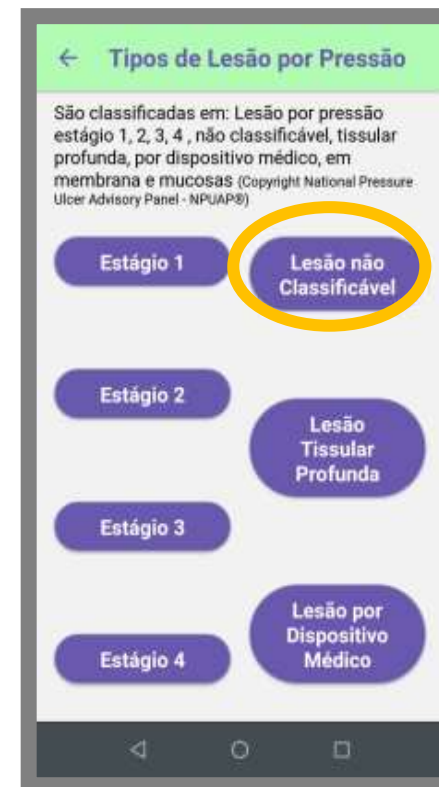 Tipos de Lesão por Pressão
São classificadas em: Lesão por pressão
estágio 1, 2, 3, 4 , não classificável, tissular
profunda, por dispositivo médico, em
membrana e mucosas (Copyright National Pressure
Ulcer Advisory Panel - NPUAP®)
Estágio 1
Lesão não
Classificável
Estágio 2
Lesão
Tissular
Profunda
Estágio 3
Lesão por
Dispositivo
Médico
Estágio 4